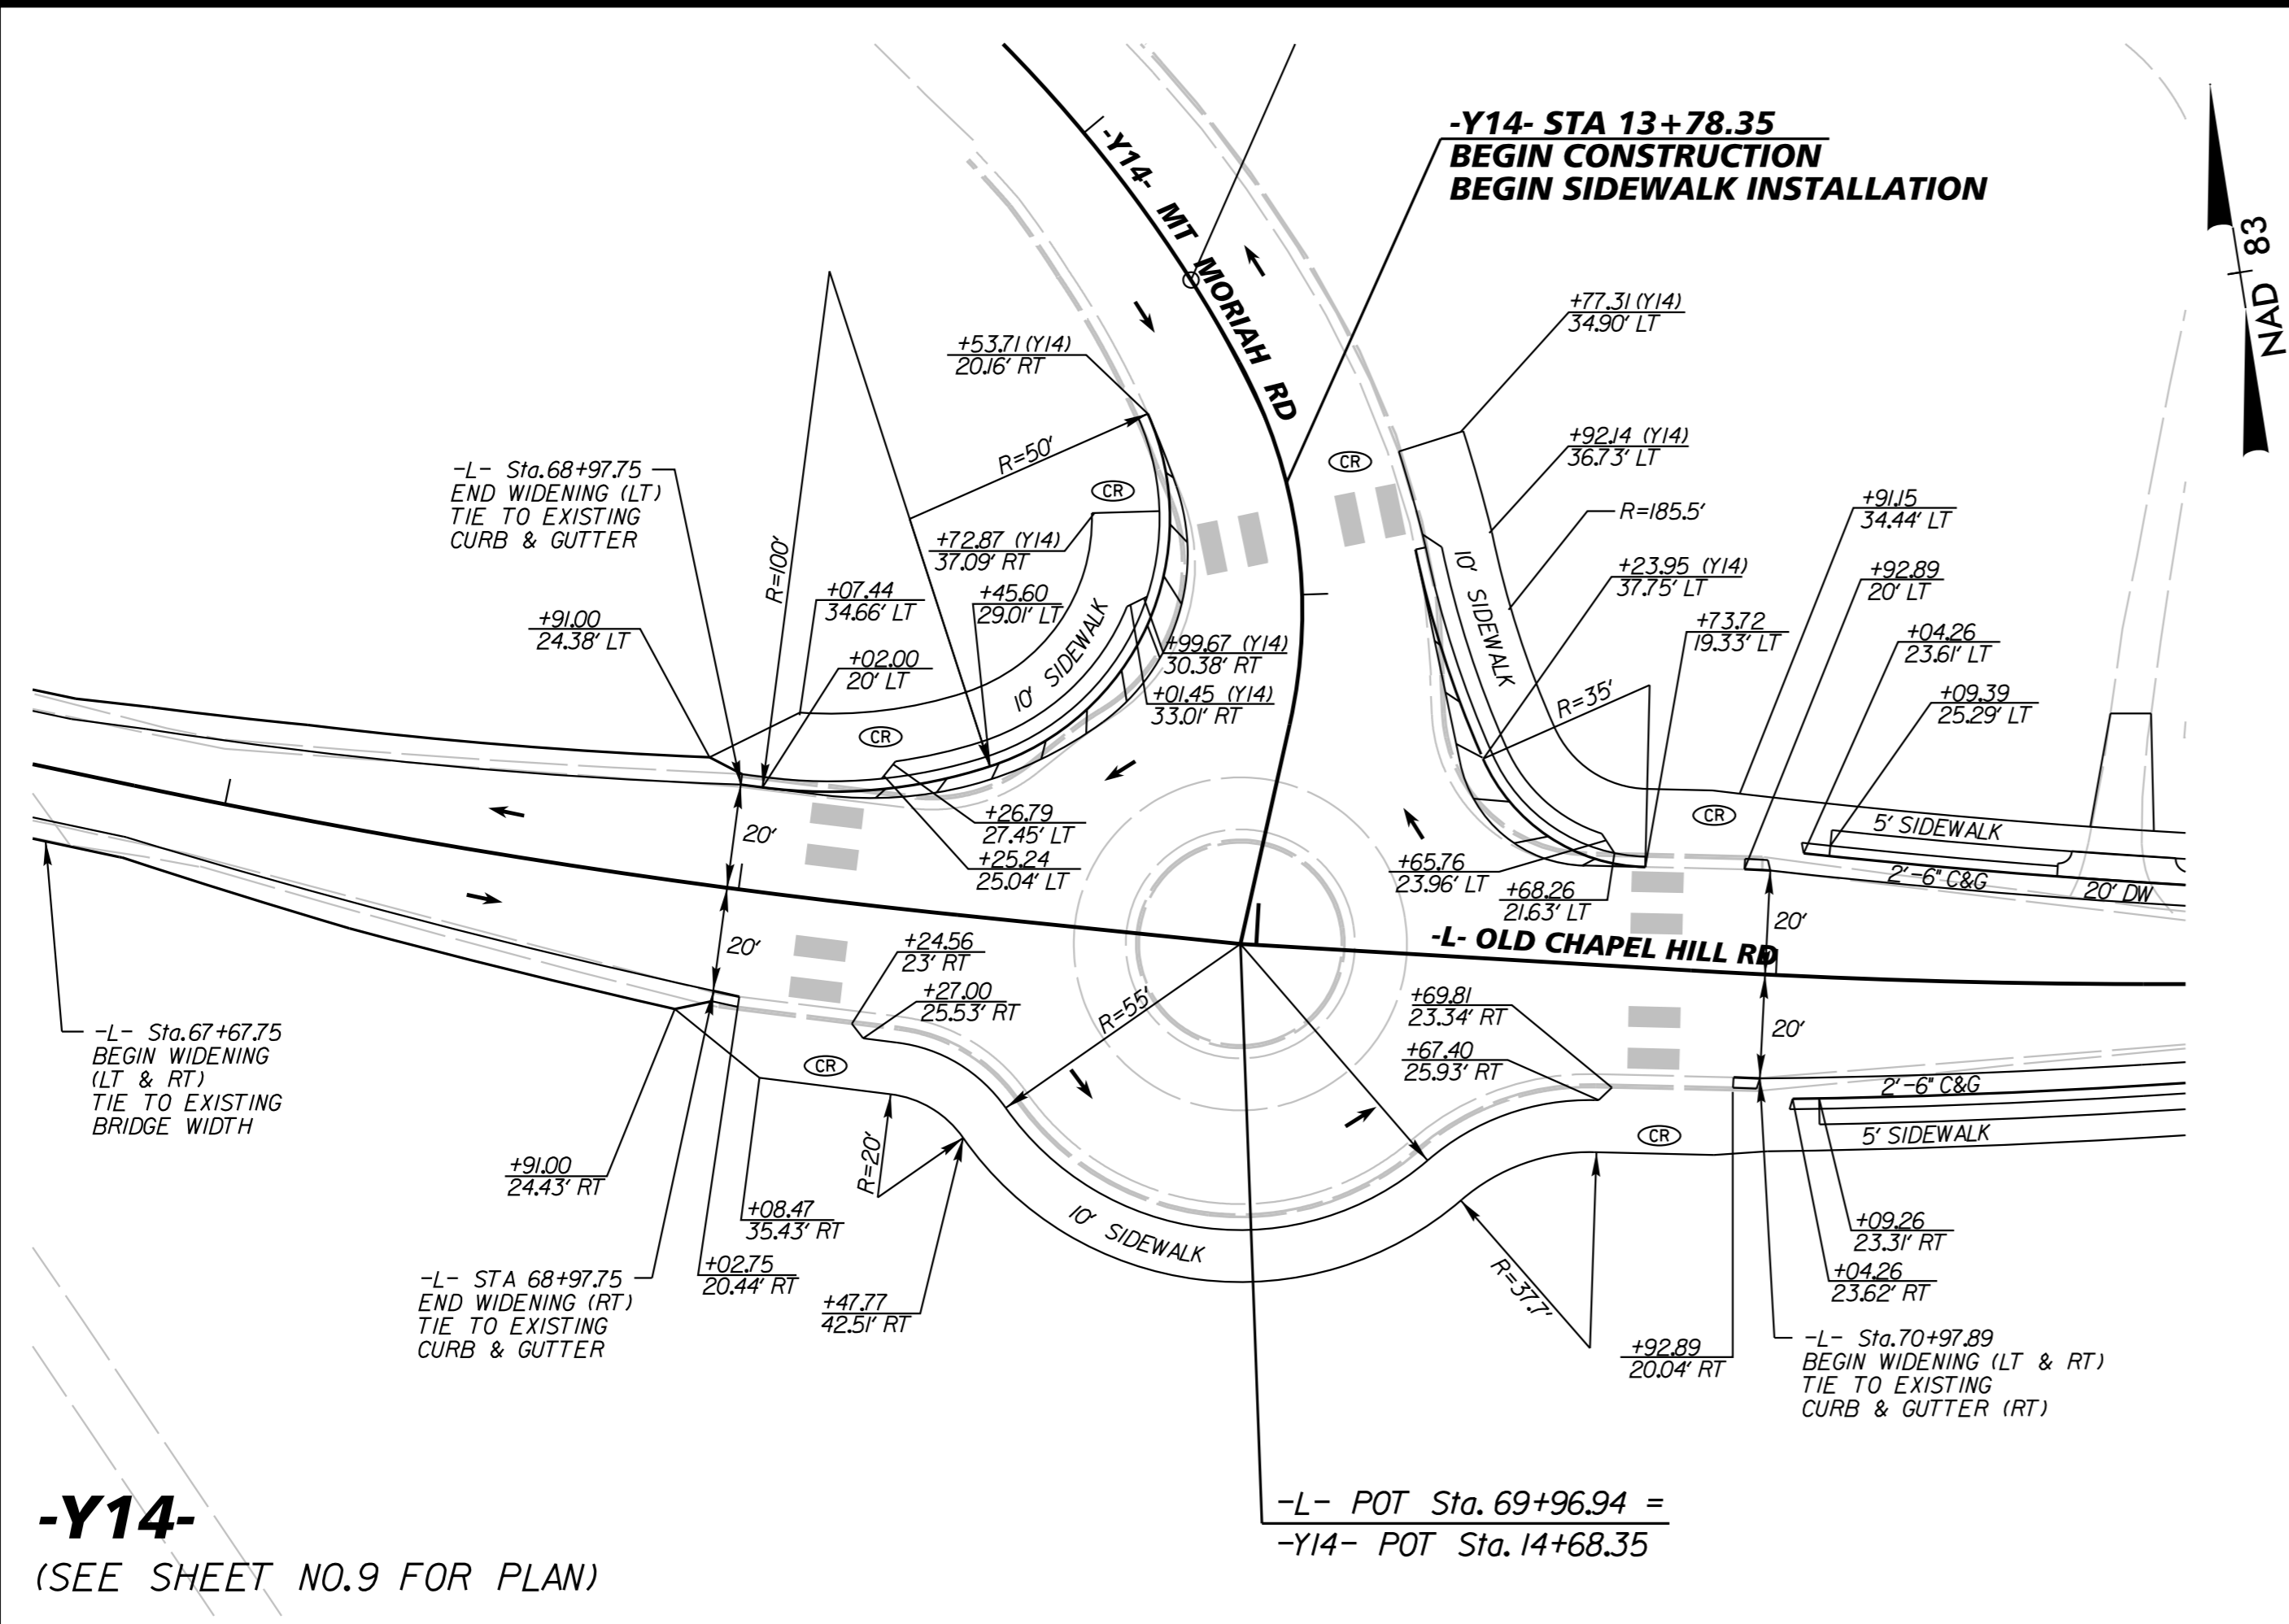 -Y14- STA 13+78.35
BEGIN CONSTRUCTION
BEGIN SIDEWALK INSTALLATION
NAD 83
-Y14- MT MORIAH RD
+77.31 (Y14)
34.90' LT
+53.71 (Y14)
20.16' RT
R=50'
CR
CR
+92.14 (Y14)
36.73' LT
-L- Sta.68+97.75
END WIDENING (LT)
TIE TO EXISTING
CURB & GUTTER
R=185.5'
+91.15
34.44' LT
+72.87 (Y14)
37.09' RT
R=100'
+07.44
34.66' LT
+45.60
29.01' LT
10' SIDEWALK
10' SIDEWALK
+23.95 (Y14)
37.75' LT
+92.89
20' LT
+91.00
24.38' LT
+73.72
19.33' LT
+04.26
23.61' LT
+02.00
20' LT
+99.67 (Y14)
30.38' RT
+01.45 (Y14)
33.01' RT
R=35'
+09.39
25.29' LT
CR
CR
5' SIDEWALK
20'
+26.79
27.45' LT
+25.24
25.04' LT
+65.76
23.96' LT
+68.26
21.63' LT
2'-6" C&G
20' DW
20'
-L- OLD CHAPEL HILL RD
20'
+24.56
23' RT
+27.00
25.53' RT
R=55'
+69.81
23.34' RT
+67.40
25.93' RT
20'
-L- Sta.67+67.75
BEGIN WIDENING
(LT & RT)
TIE TO EXISTING
BRIDGE WIDTH
CR
2'-6" C&G
CR
5' SIDEWALK
+91.00
24.43' RT
R=20'
+08.47
35.43' RT
10' SIDEWALK
+09.26
23.31' RT
-L- STA 68+97.75
END WIDENING (RT)
TIE TO EXISTING
CURB & GUTTER
+02.75
20.44' RT
+47.77
42.51' RT
R=37.7'
+04.26
23.62' RT
+92.89
20.04' RT
-L- Sta.70+97.89
BEGIN WIDENING (LT & RT)
TIE TO EXISTING
CURB & GUTTER (RT)
-L- POT Sta. 69+96.94 =
-Y14- POT Sta. 14+68.35
-Y14-
(SEE SHEET NO.9 FOR PLAN)